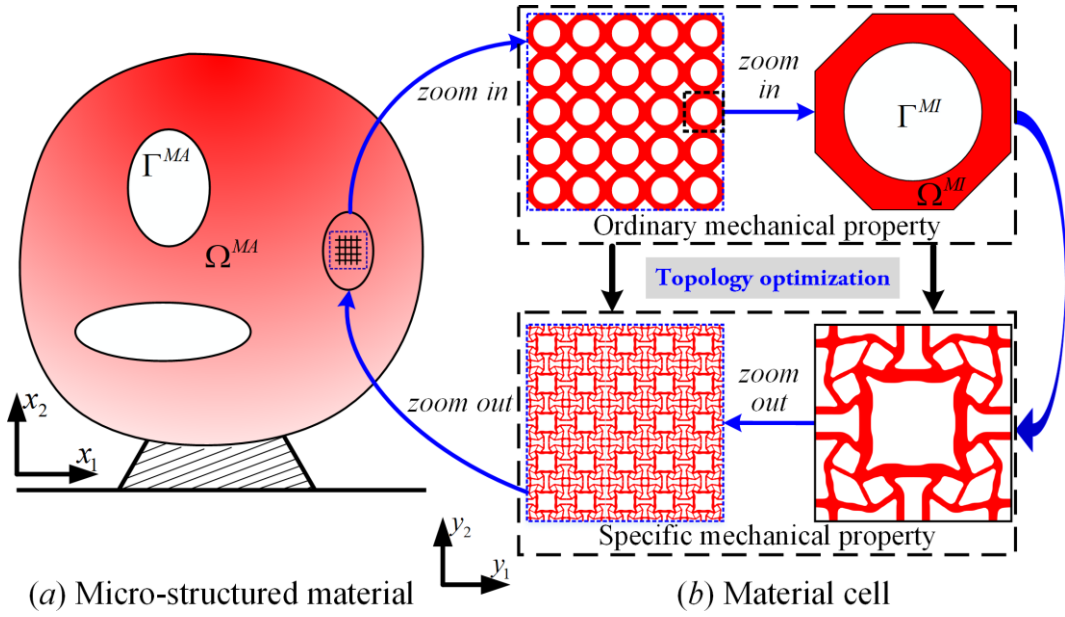 zoom in
zoom
in
Γ^MA
Γ^MI
Ω^MI
Ω^MA
Ordinary mechanical property
Topology optimization
x₂
x₁
zoom out
zoom
out
Specific mechanical property
y₂
y₁
(a) Micro-structured material
(b) Material cell